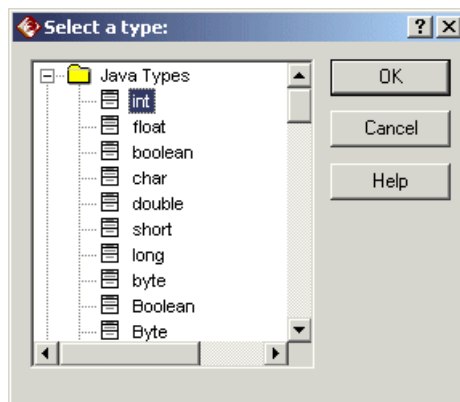 Select a type:
Java Types
int
float
boolean
char
double
short
long
byte
Boolean
Byte
OK
Cancel
Help